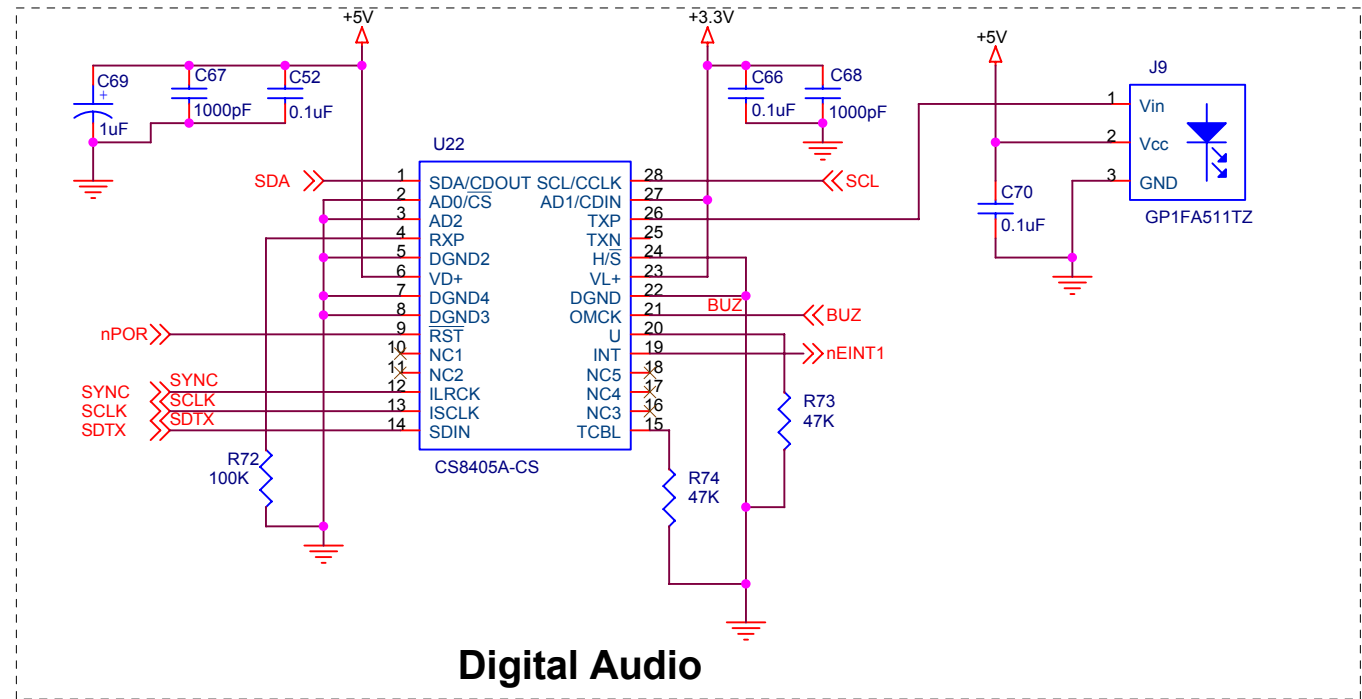 +5V
+3.3V
+5V
C69
+
1uF
C67
1000pF
C52
0.1uF
C66
0.1uF
C68
1000pF
J9
1 Vin
2 Vcc
3 GND
GP1FA511TZ
C70
0.1uF
U22
SDA 1 SDA/CDOUT SCL/CCLK 28 SCL
2 AD0/CS AD1/CDIN 27
3 AD2 TXP 26
4 RXP TXN 25
5 DGND2 H/S 24
6 VD+ VL+ 23
7 DGND4 DGND 22
8 DGND3 OMCK 21 BUZ BUZ
nPOR 9 RST U 20
10 NC1 INT 19 nEINT1
11 NC2 NC5 18
SYNC SYNC 12 ILRCK NC4 17
SCLK SCLK 13 ISCLK NC3 16
SDTX SDTX 14 SDIN TCBL 15
CS8405A-CS
R72
100K
R73
47K
R74
47K
Digital Audio